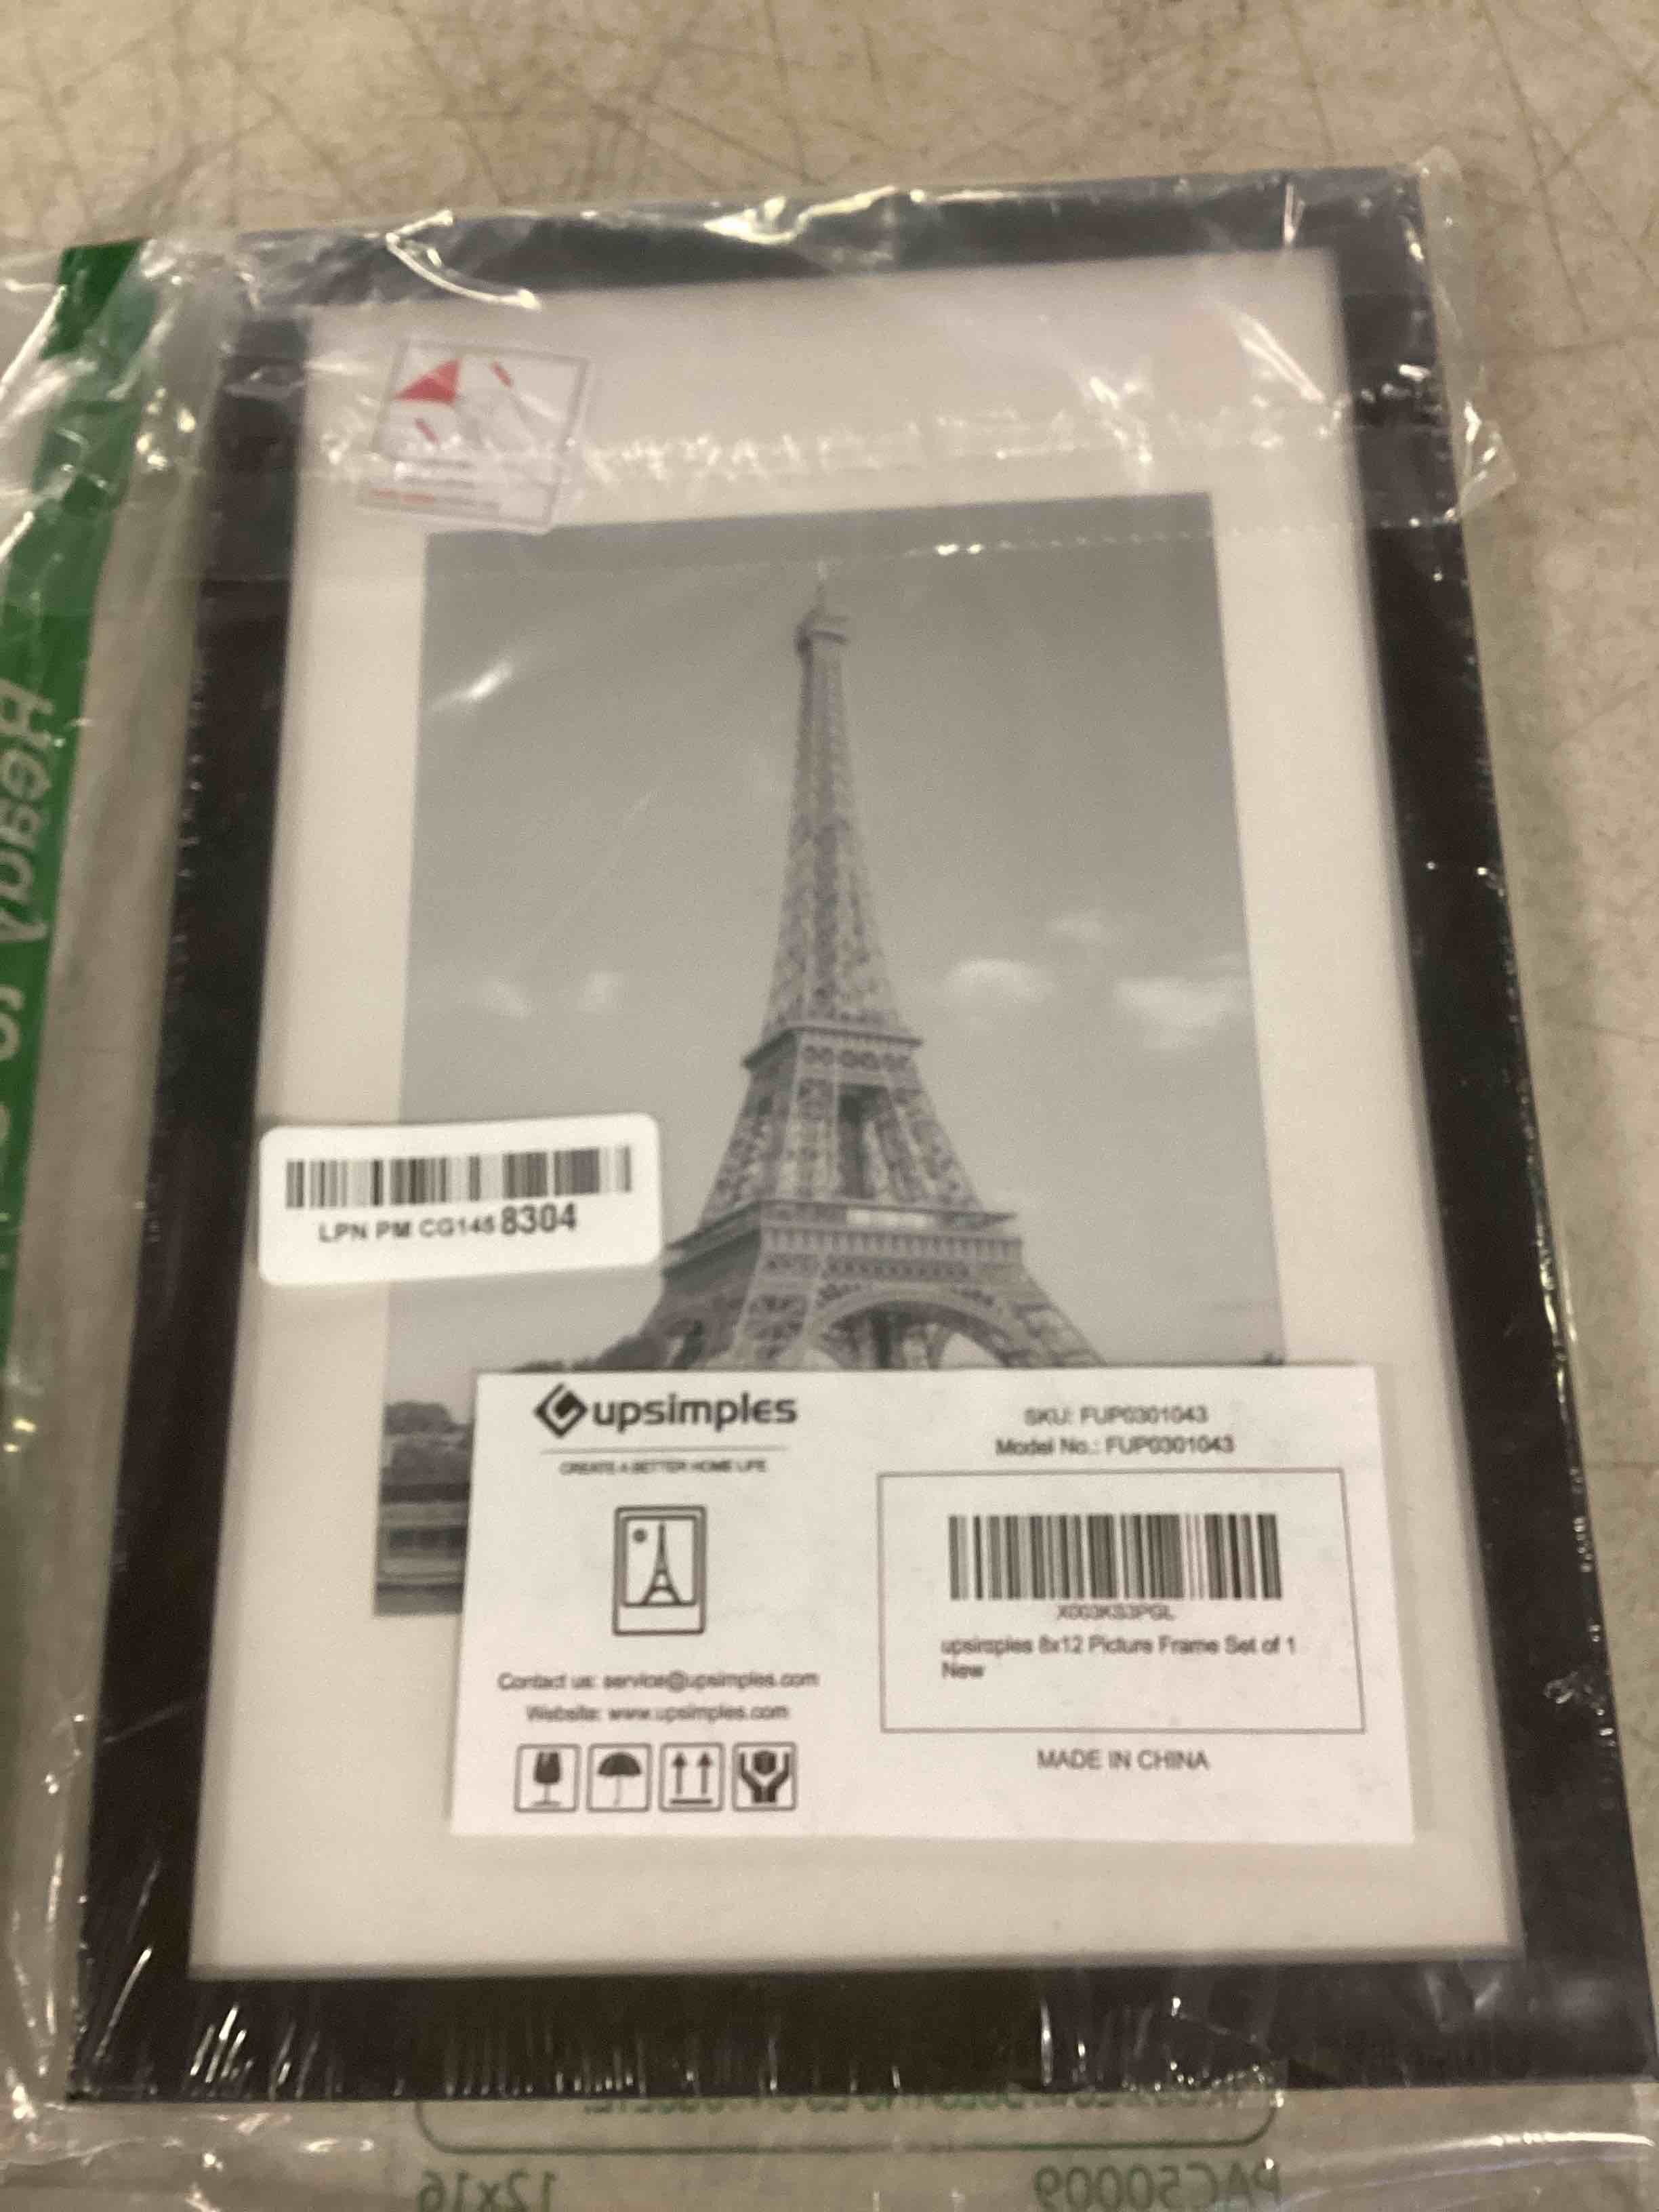 LPN PM CG145 8304
upsimples
CREATE A BETTER HOME LIFE
Contact us: service@upsimples.com
Website: www.upsimples.com
SKU: FUP0301043
Model No.: FUP0301043
X003KS3PGL
upsimples 8x12 Picture Frame Set of 1
New
MADE IN CHINA
12x16
PAC50009